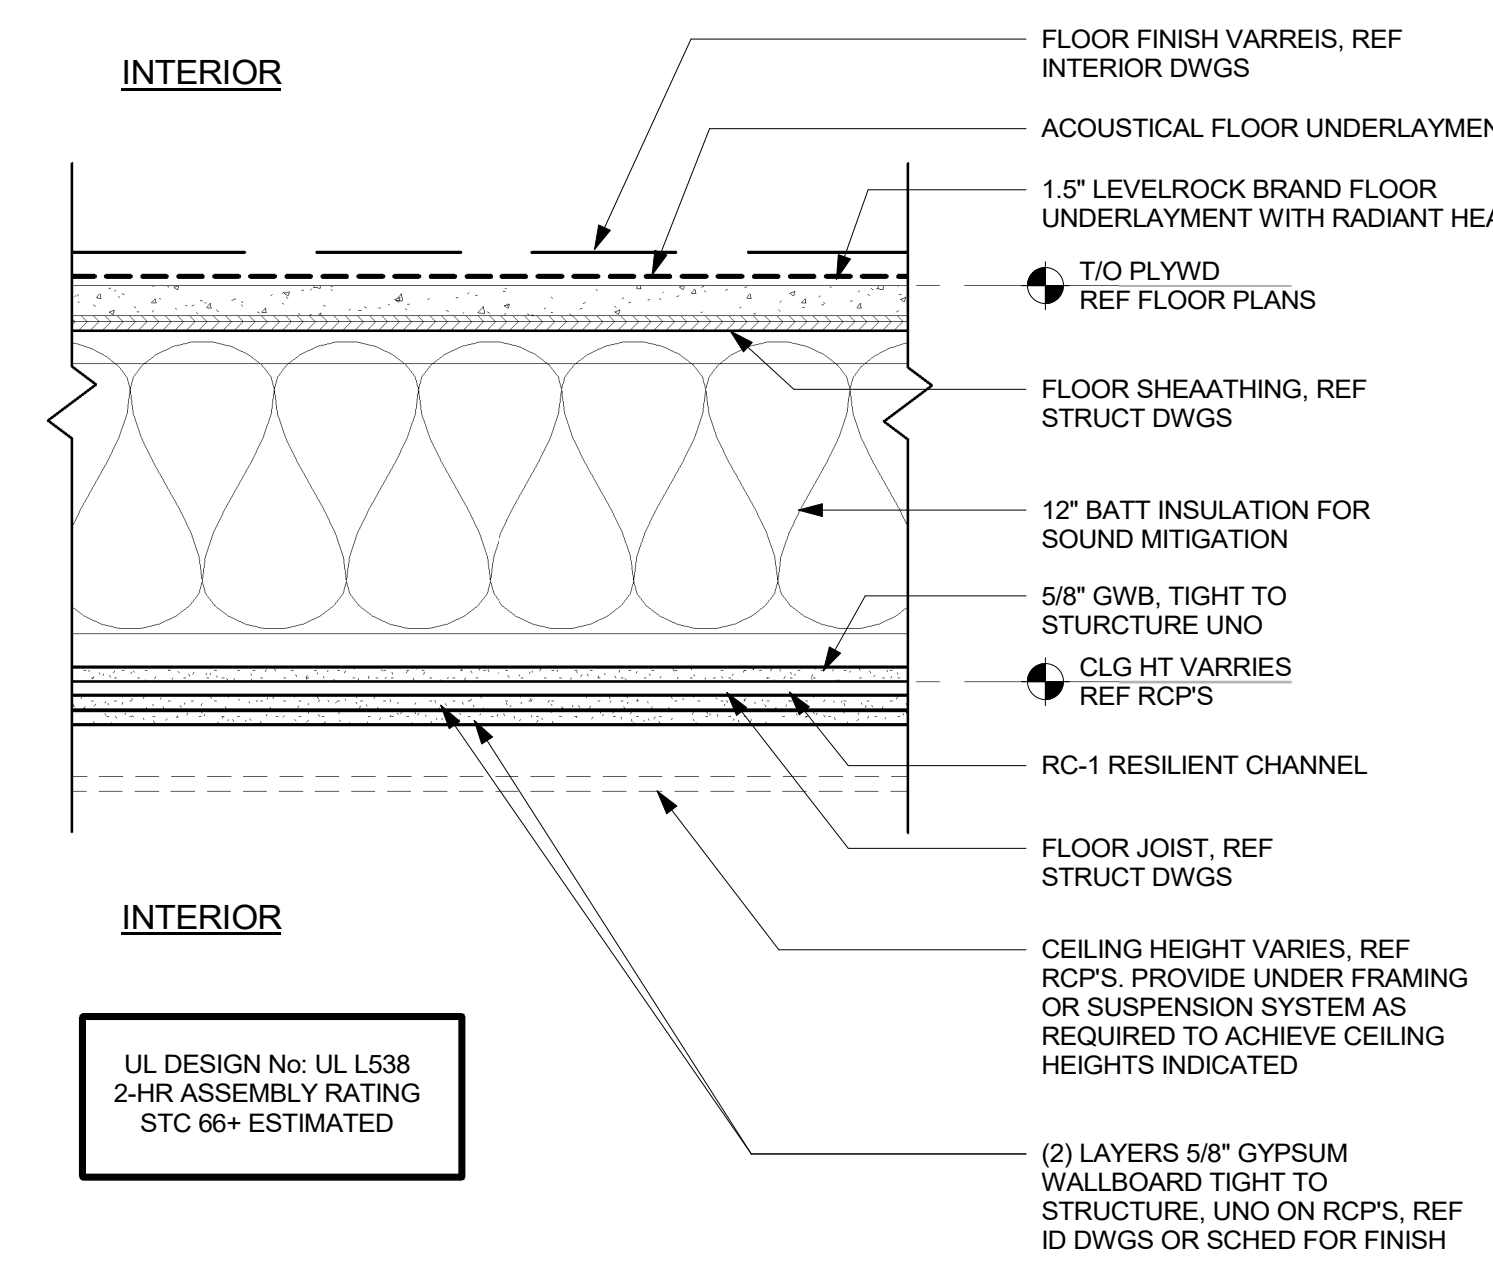 INTERIOR
FLOOR FINISH VARREIS, REF
INTERIOR DWGS
ACOUSTICAL FLOOR UNDERLAYMEN
1.5" LEVELROCK BRAND FLOOR
UNDERLAYMENT WITH RADIANT HEA
T/O PLYWD
REF FLOOR PLANS
FLOOR SHEAATHING, REF
STRUCT DWGS
12" BATT INSULATION FOR
SOUND MITIGATION
5/8" GWB, TIGHT TO
STURCTURE UNO
CLG HT VARRIES
REF RCP'S
RC-1 RESILIENT CHANNEL
FLOOR JOIST, REF
STRUCT DWGS
INTERIOR
CEILING HEIGHT VARIES, REF
RCP'S. PROVIDE UNDER FRAMING
OR SUSPENSION SYSTEM AS
REQUIRED TO ACHIEVE CEILING
HEIGHTS INDICATED
UL DESIGN No: UL L538
2-HR ASSEMBLY RATING
STC 66+ ESTIMATED
(2) LAYERS 5/8" GYPSUM
WALLBOARD TIGHT TO
STRUCTURE, UNO ON RCP'S, REF
ID DWGS OR SCHED FOR FINISH